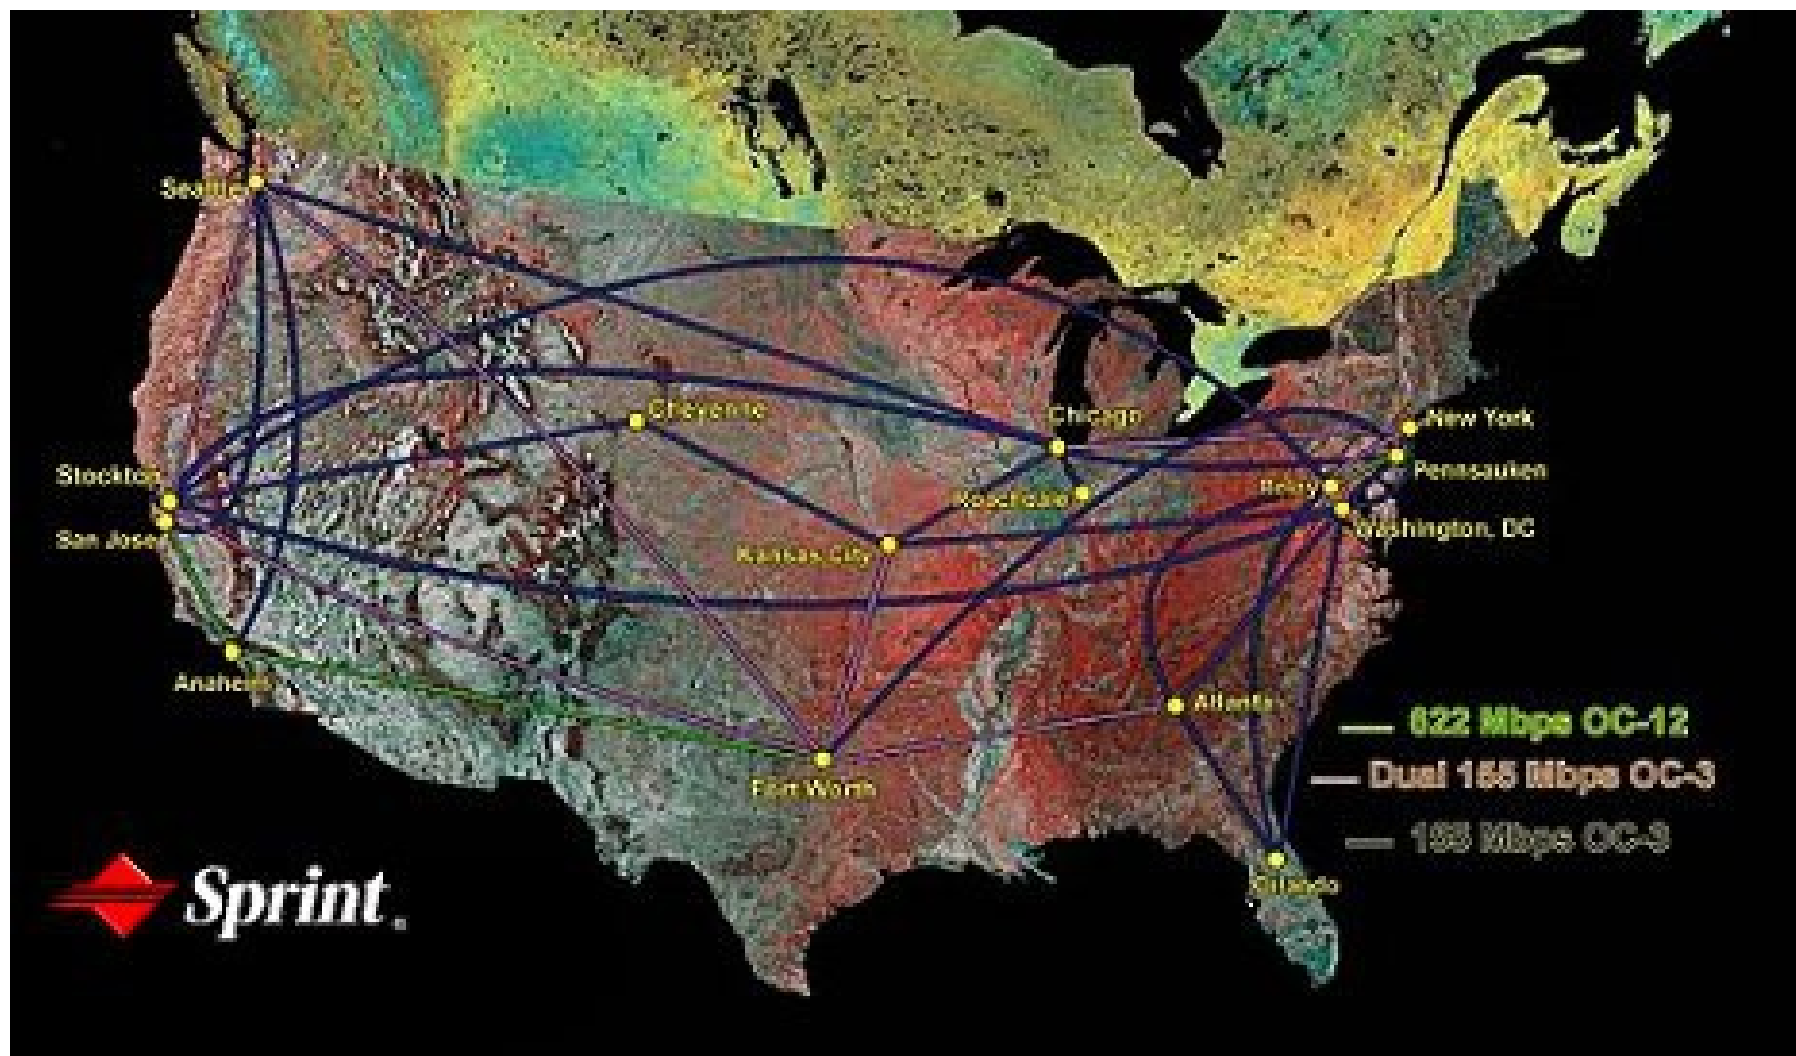 Seattle
Cheyenne
Chicago
New York
Stockton
Pennsauken
Relay
Roachdale
San Jose
Washington, DC
Kansas City
Anaheim
Atlanta
622 Mbps OC-12
Dual 155 Mbps OC-3
Fort Worth
155 Mbps OC-3
Orlando
Sprint.